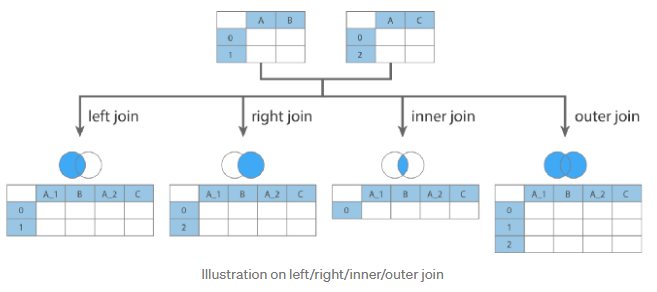 A B
0
1
A C
0
2
left join
right join
inner join
outer join
A_1 B A_2 C
0
1
A_1 B A_2 C
0
2
A_1 B A_2 C
0
A_1 B A_2 C
0
1
2
Illustration on left/right/inner/outer join